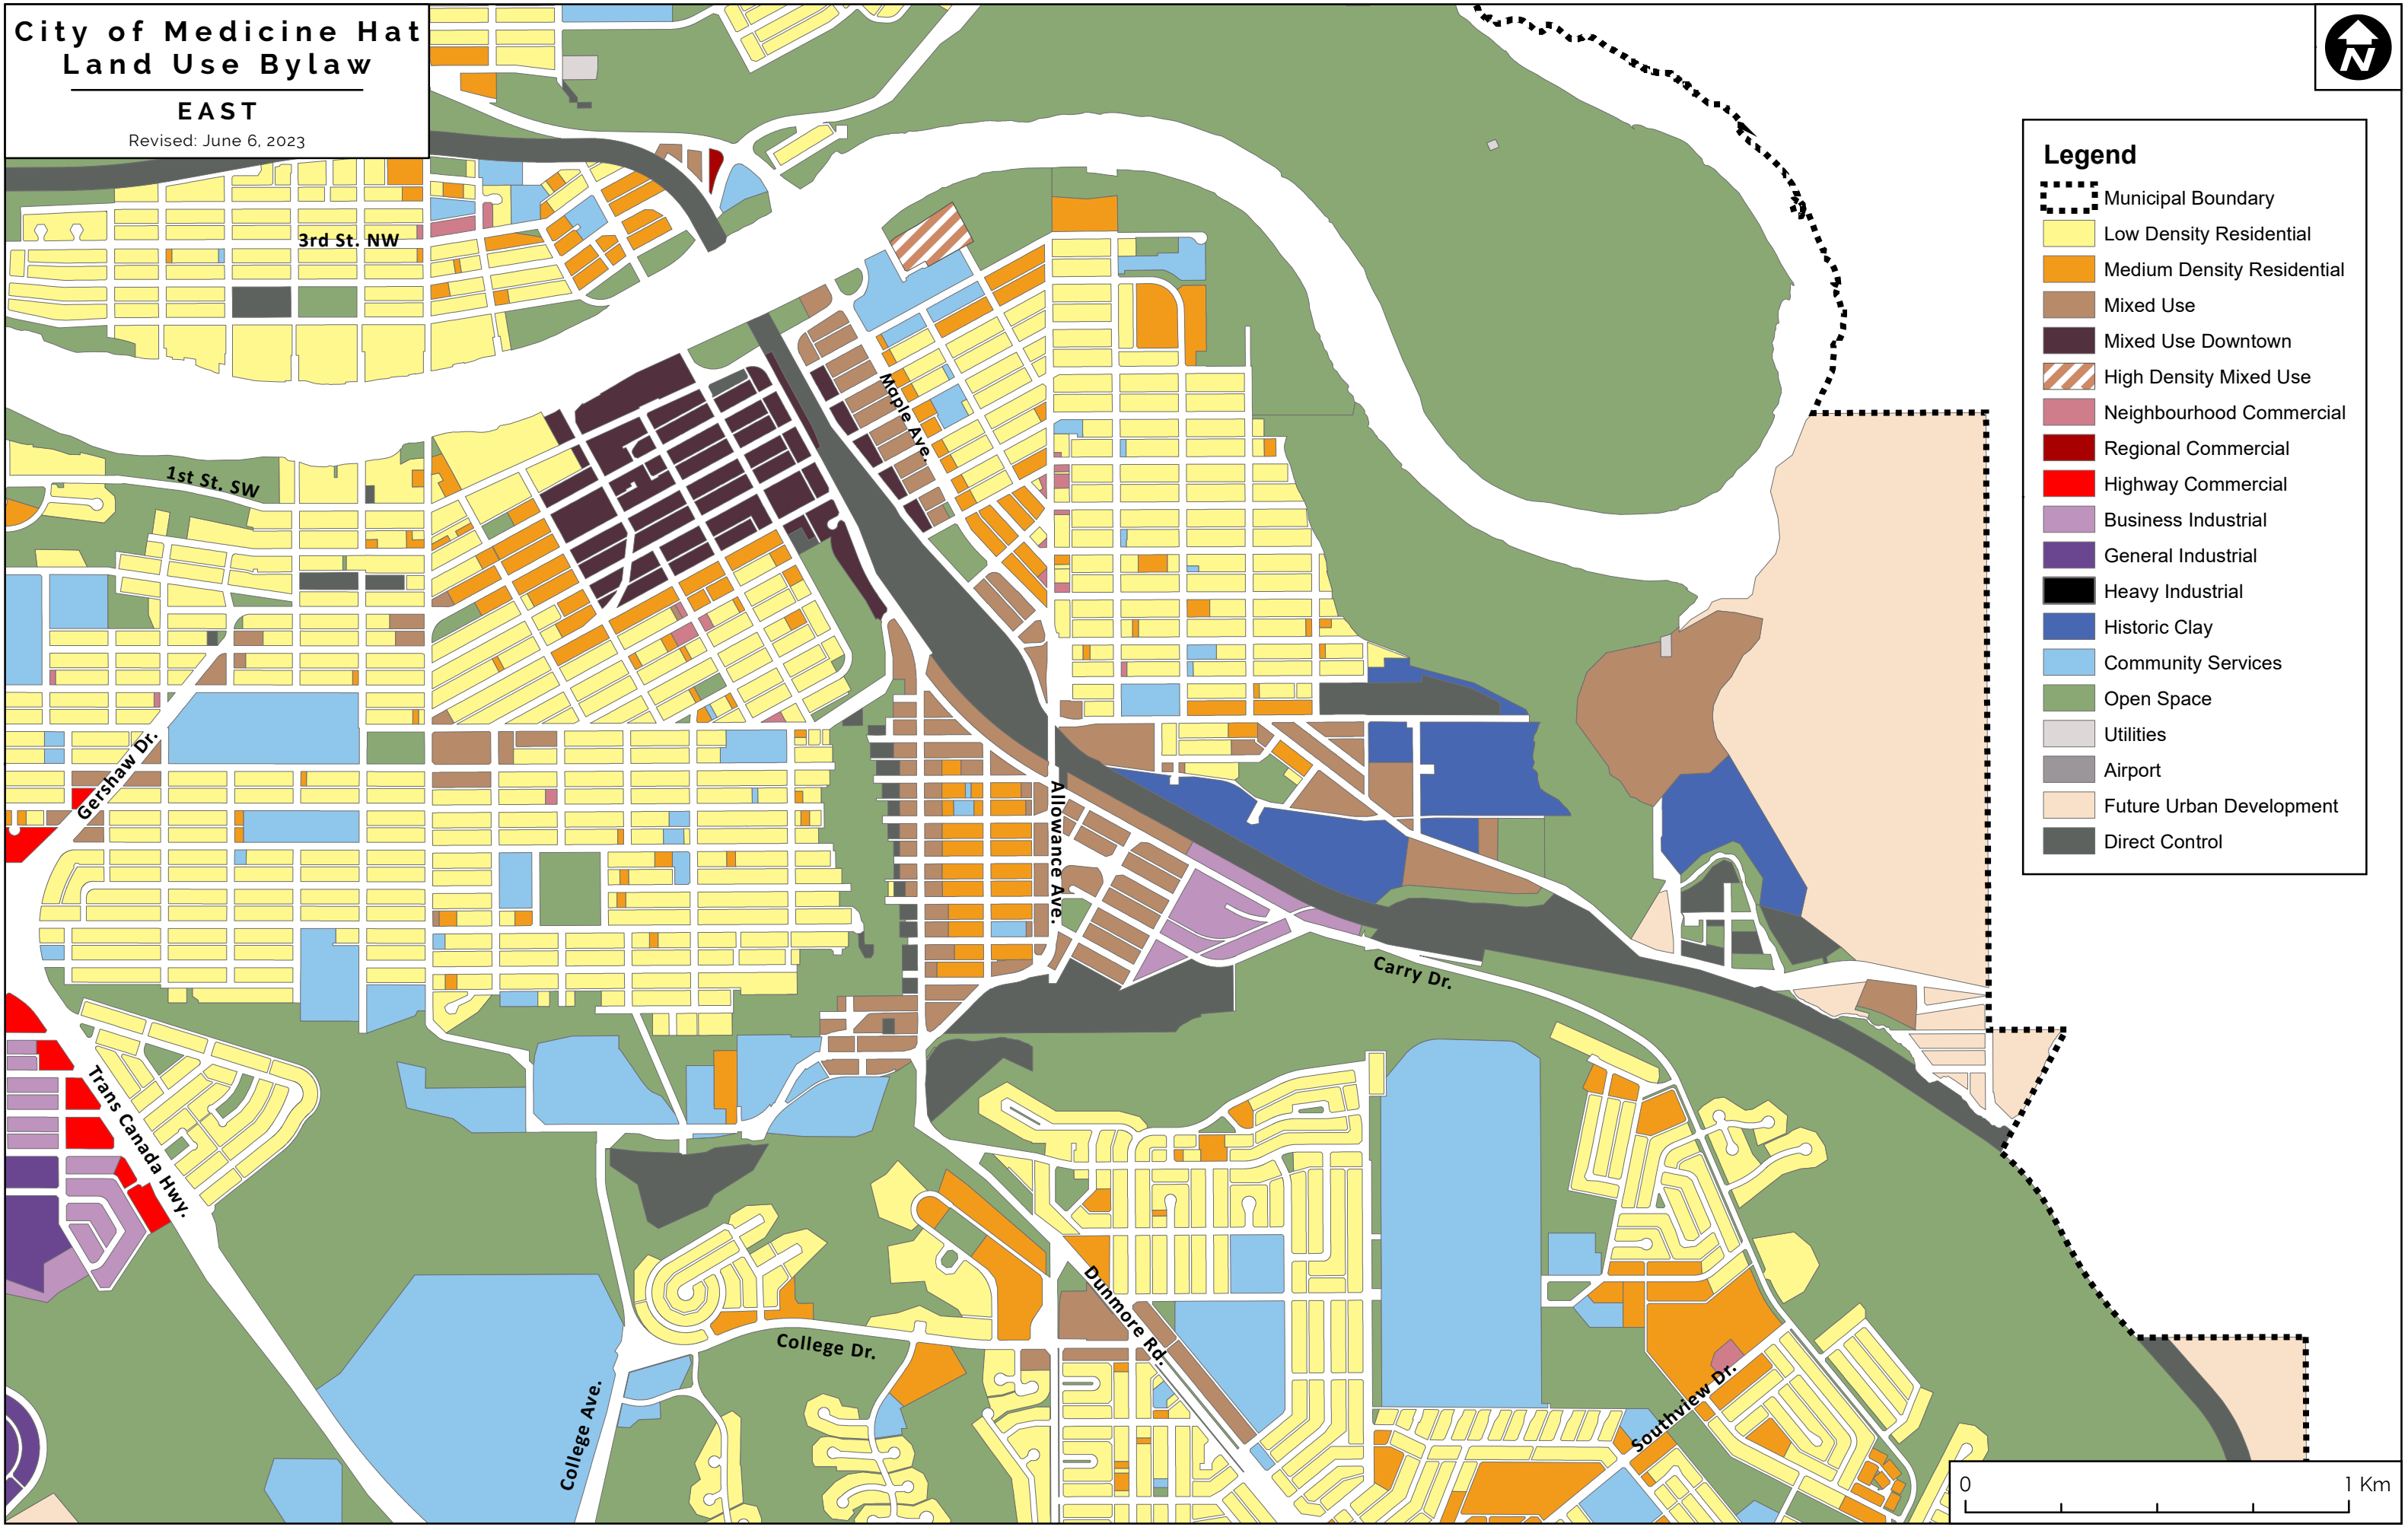 City of Medicine Hat
Land Use Bylaw
EAST
Revised: June 6, 2023
N
Legend
Municipal Boundary
Low Density Residential
Medium Density Residential
Mixed Use
Mixed Use Downtown
High Density Mixed Use
Neighbourhood Commercial
Regional Commercial
Highway Commercial
Business Industrial
General Industrial
Heavy Industrial
Historic Clay
Community Services
Open Space
Utilities
Airport
Future Urban Development
Direct Control
3rd St. NW
Maple Ave.
1st St. SW
Gershaw Dr.
Allowance Ave.
Carry Dr.
Trans Canada Hwy.
Dunmore Rd.
College Dr.
College Ave.
Southview Dr.
0
1 Km